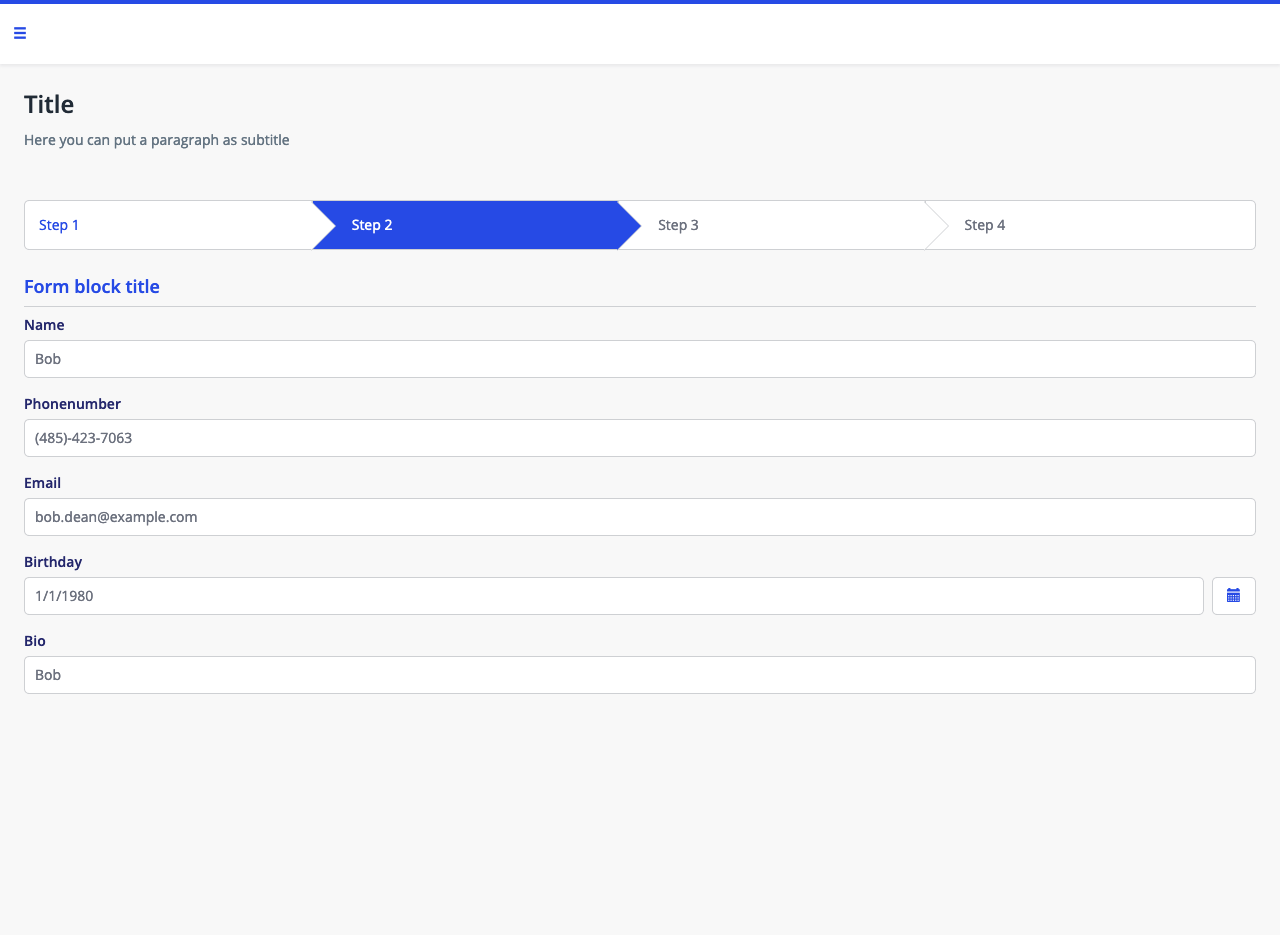 Title
Here you can put a paragraph as subtitle
Step 1 Step 2 Step 3 Step 4
Form block title
Name
Bob
Phonenumber
(485)-423-7063
Email
bob.dean@example.com
Birthday
1/1/1980
Bio
Bob